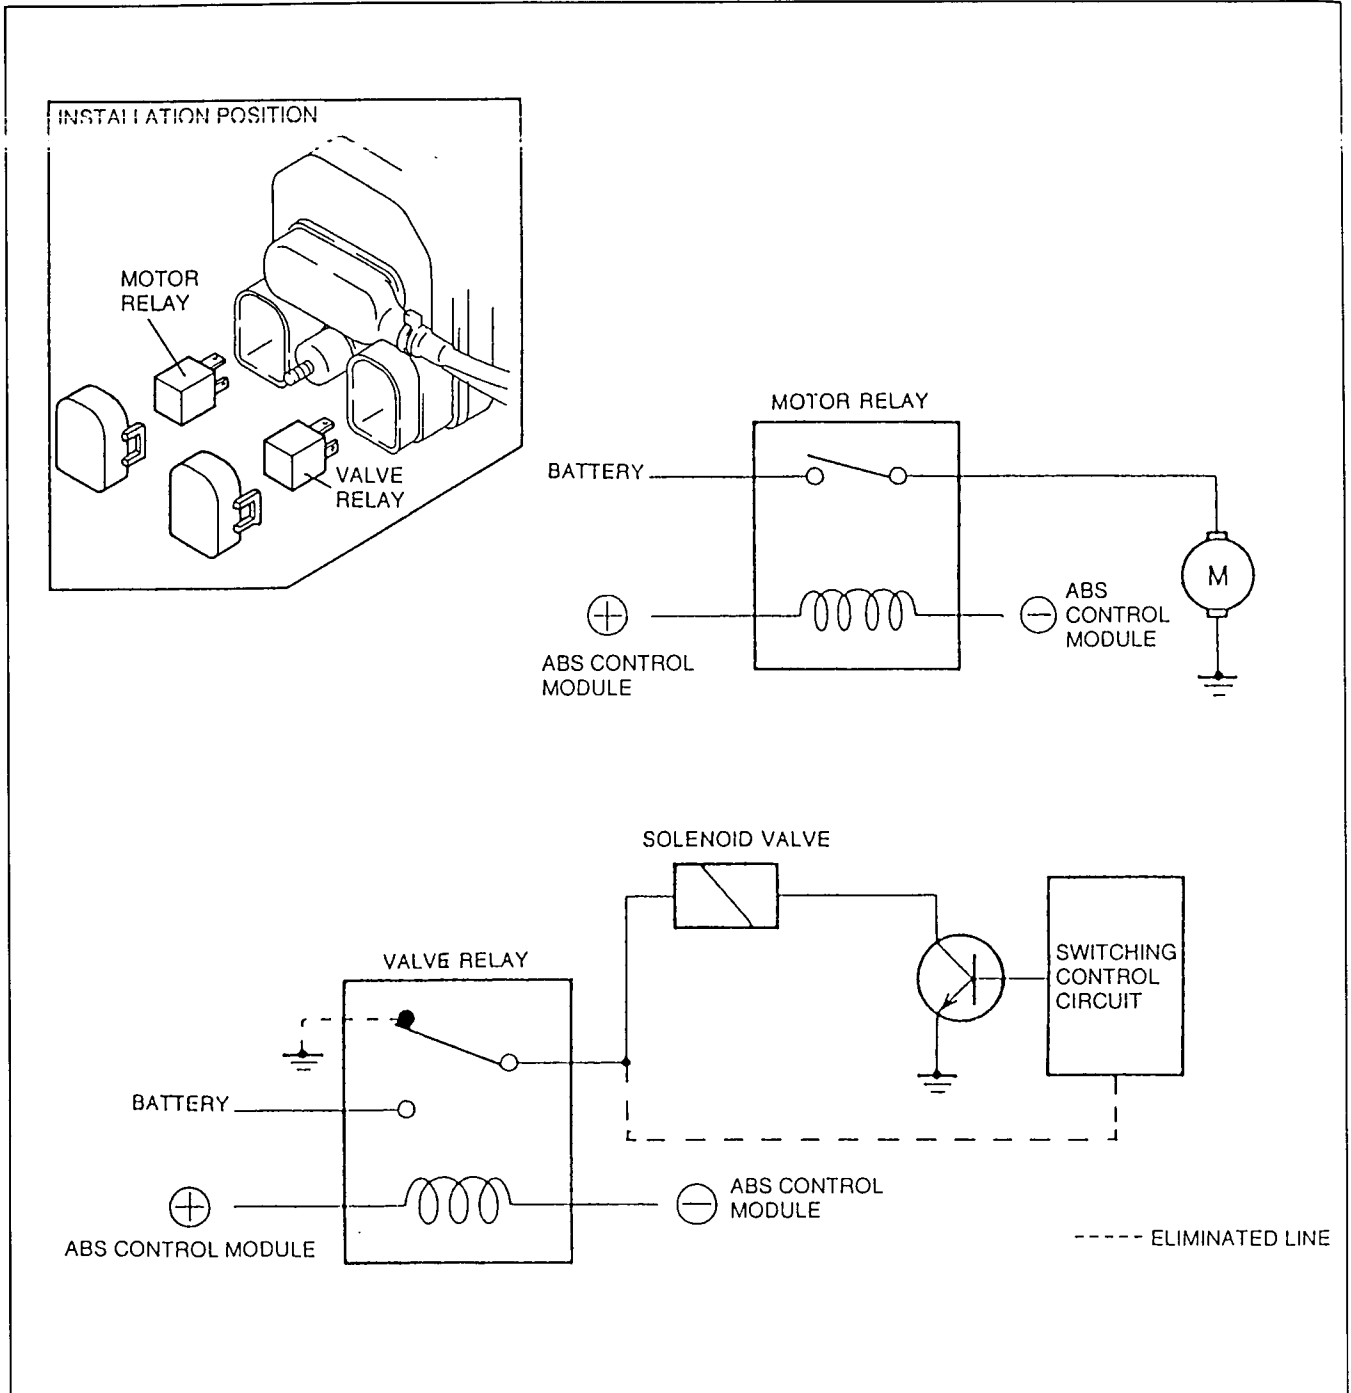 INSTALLATION POSITION
MOTOR
RELAY
VALVE
RELAY
MOTOR RELAY
BATTERY
M
ABS
CONTROL
MODULE
ABS CONTROL
MODULE
SOLENOID VALVE
SWITCHING
CONTROL
CIRCUIT
VALVE RELAY
BATTERY
ABS CONTROL
MODULE
ABS CONTROL MODULE
ELIMINATED LINE